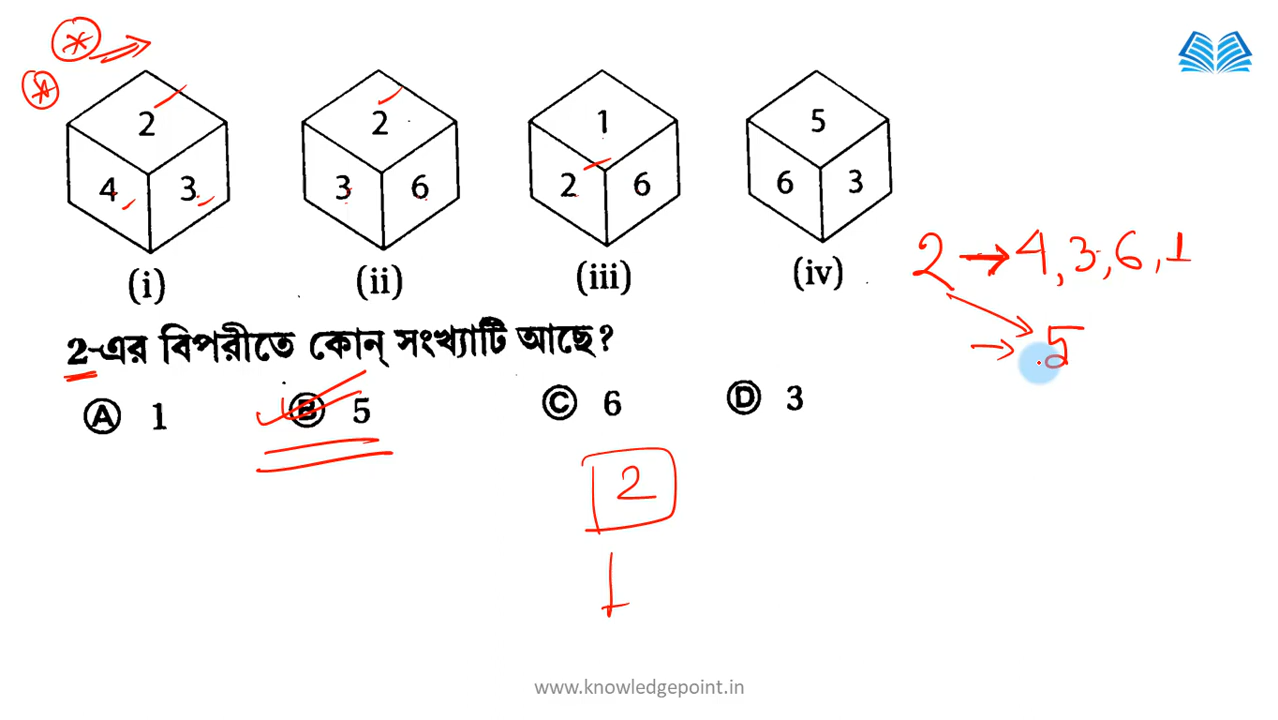 2
4 3
(i)
2
3 6
(ii)
1
2 6
(iii)
5
6 3
(iv)
2 → 4, 3, 6, 1
→ 5
2-এর বিপরীতে কোন্ সংখ্যাটি আছে?
Ⓐ 1 Ⓑ 5 Ⓒ 6 Ⓓ 3
2
1
www.knowledgepoint.in